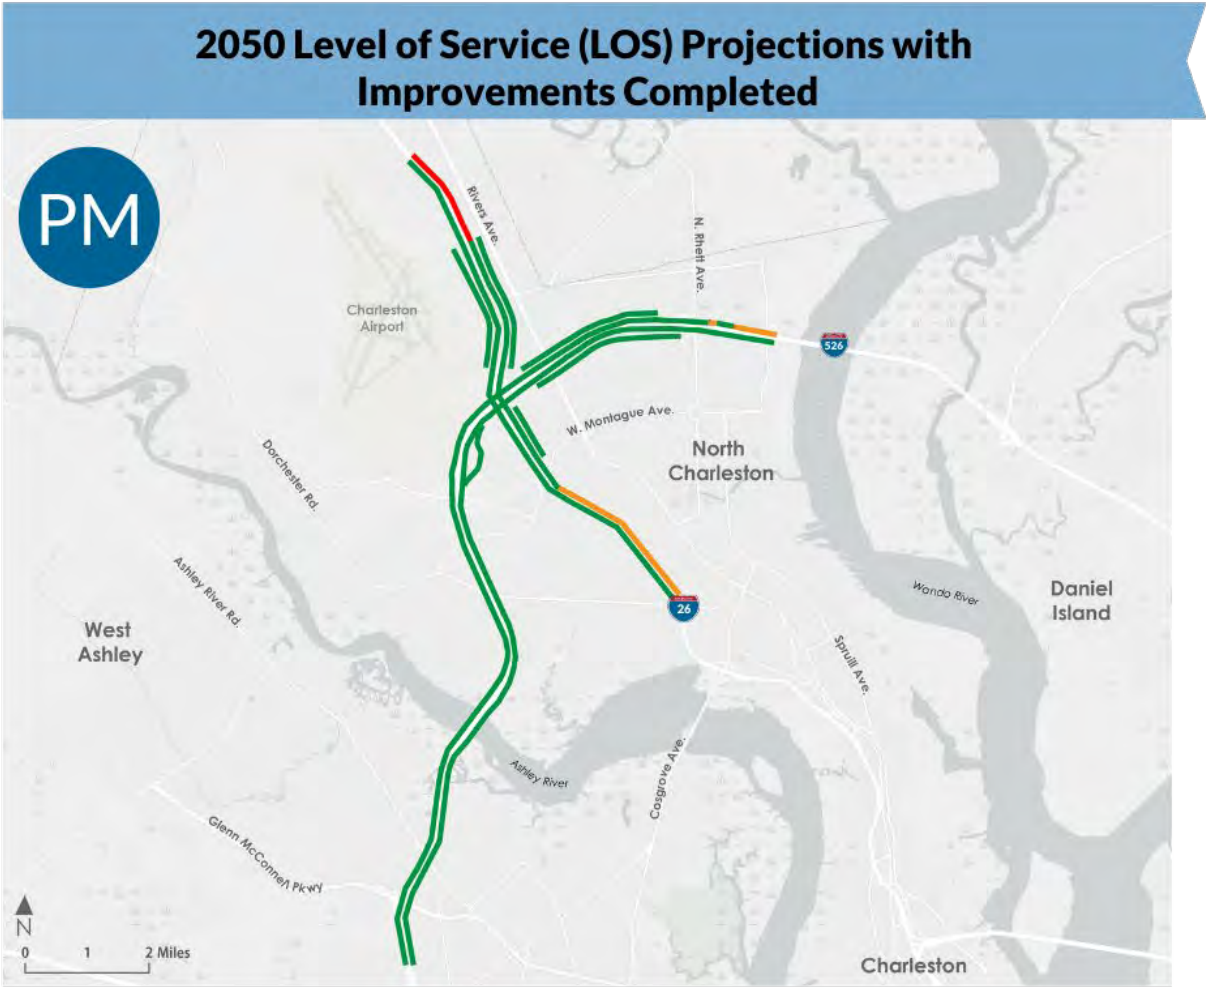 2050 Level of Service (LOS) Projections with
Improvements Completed
PM
Rivers Ave.
N. Rhett Ave.
Charleston
Airport
526
W. Montague Ave.
North
Charleston
Dorchester Rd.
Ashley River Rd.
Wando River
Daniel
Island
26
West
Ashley
Spruill Ave.
Ashley River
Cosgrove Ave.
Glenn McConnell Pkwy
N
0 1 2 Miles
Charleston